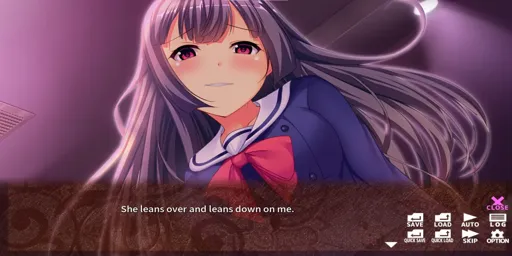 She leans over and leans down on me.
CLOSE
SAVE LOAD AUTO LOG
QUICK SAVE QUICK LOAD SKIP OPTION